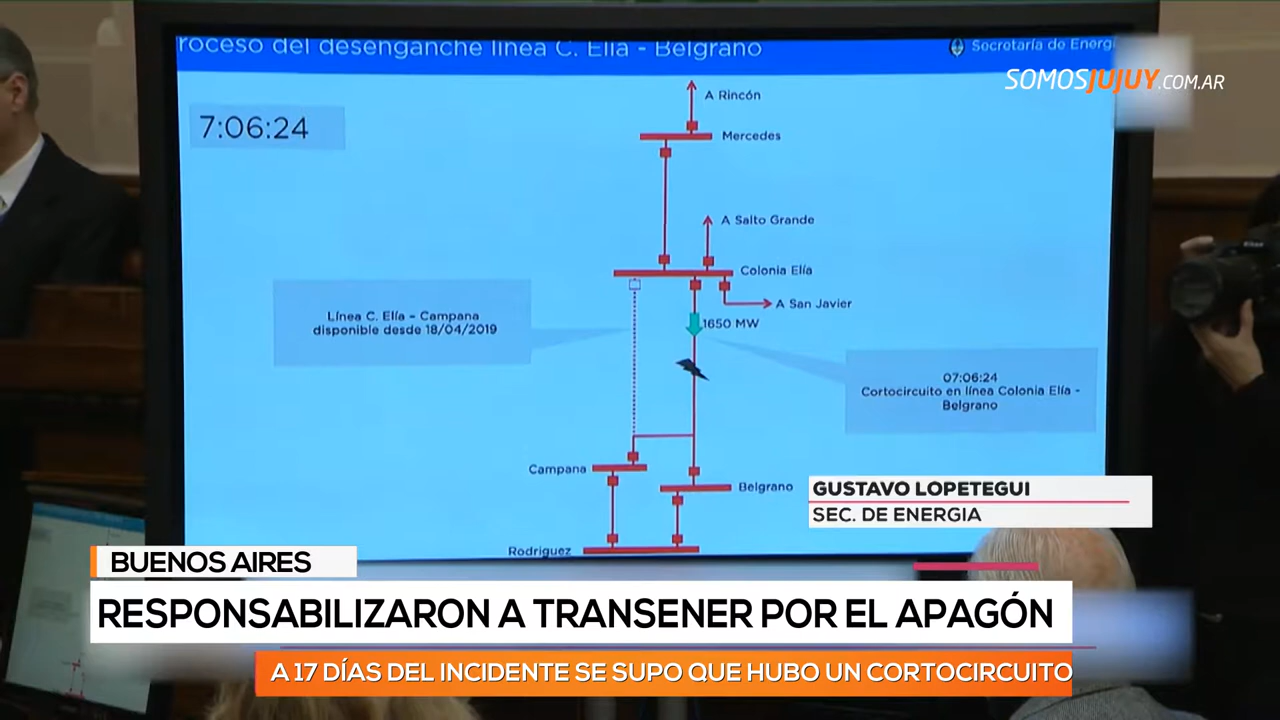 roceso del desenganche línea C. Elía - Belgrano
Secretaría de Energ
SOMOSJUJUY.COM.AR
7:06:24
A Rincón
Mercedes
A Salto Grande
Colonia Elía
A San Javier
1650 MW
Línea C. Elía - Campana
disponible desde 18/04/2019
07:06:24
Cortocircuito en línea Colonia Elía -
Belgrano
Campana
Belgrano
Rodriguez
GUSTAVO LOPETEGUI
SEC. DE ENERGIA
BUENOS AIRES
RESPONSABILIZARON A TRANSENER POR EL APAGÓN
A 17 DÍAS DEL INCIDENTE SE SUPO QUE HUBO UN CORTOCIRCUITO